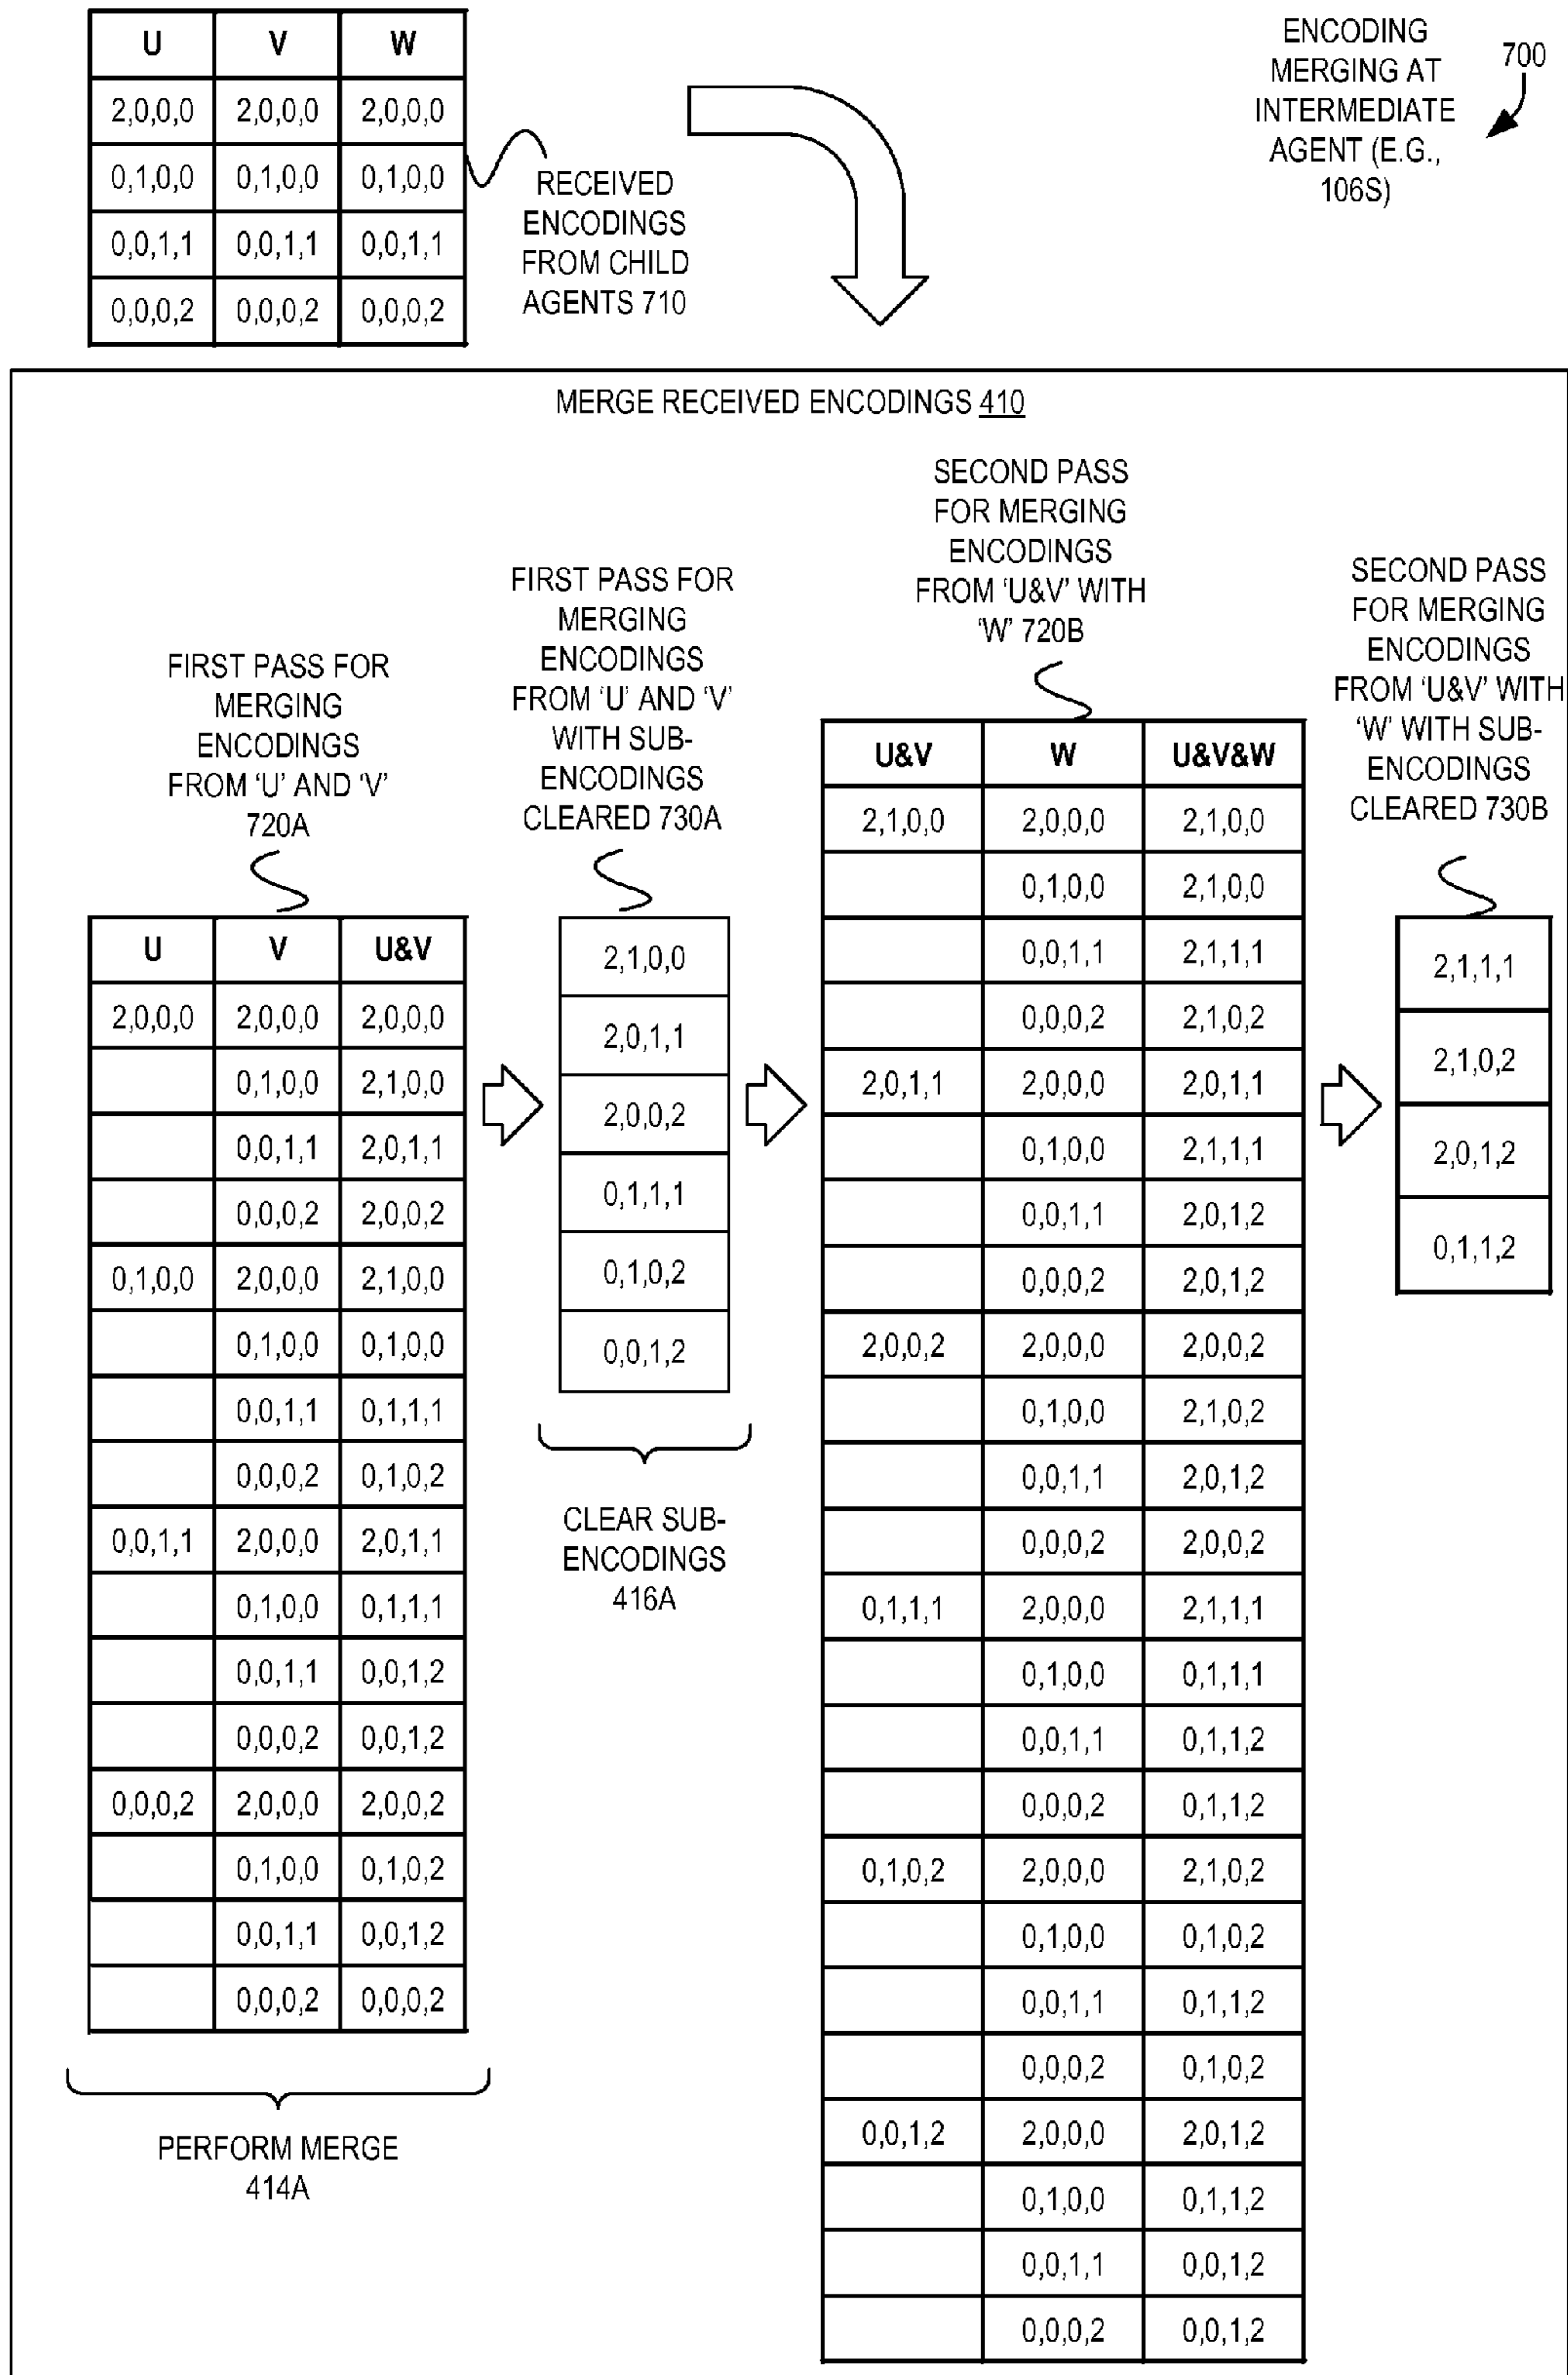 U V W
2,0,0,0 2,0,0,0 2,0,0,0
0,1,0,0 0,1,0,0 0,1,0,0
0,0,1,1 0,0,1,1 0,0,1,1
0,0,0,2 0,0,0,2 0,0,0,2
RECEIVED
ENCODINGS
FROM CHILD
AGENTS 710
ENCODING
MERGING AT
INTERMEDIATE
AGENT (E.G.,
106S)
700
MERGE RECEIVED ENCODINGS 410
FIRST PASS FOR
MERGING
ENCODINGS
FROM ‘U’ AND ‘V’
720A
U V U&V
2,0,0,0 2,0,0,0 2,0,0,0
0,1,0,0 2,1,0,0
0,0,1,1 2,0,1,1
0,0,0,2 2,0,0,2
0,1,0,0 2,0,0,0 2,1,0,0
0,1,0,0 0,1,0,0
0,0,1,1 0,1,1,1
0,0,0,2 0,1,0,2
0,0,1,1 2,0,0,0 2,0,1,1
0,1,0,0 0,1,1,1
0,0,1,1 0,0,1,2
0,0,0,2 0,0,1,2
0,0,0,2 2,0,0,0 2,0,0,2
0,1,0,0 0,1,0,2
0,0,1,1 0,0,1,2
0,0,0,2 0,0,0,2
PERFORM MERGE
414A
FIRST PASS FOR
MERGING
ENCODINGS
FROM ‘U’ AND ‘V’
WITH SUB-
ENCODINGS
CLEARED 730A
2,1,0,0
2,0,1,1
2,0,0,2
0,1,1,1
0,1,0,2
0,0,1,2
CLEAR SUB-
ENCODINGS
416A
SECOND PASS
FOR MERGING
ENCODINGS
FROM ‘U&V’ WITH
‘W’ 720B
U&V W U&V&W
2,1,0,0 2,0,0,0 2,1,0,0
0,1,0,0 2,1,0,0
0,0,1,1 2,1,1,1
0,0,0,2 2,1,0,2
2,0,1,1 2,0,0,0 2,0,1,1
0,1,0,0 2,1,1,1
0,0,1,1 2,0,1,2
0,0,0,2 2,0,1,2
2,0,0,2 2,0,0,0 2,0,0,2
0,1,0,0 2,1,0,2
0,0,1,1 2,0,1,2
0,0,0,2 2,0,0,2
0,1,1,1 2,0,0,0 2,1,1,1
0,1,0,0 0,1,1,1
0,0,1,1 0,1,1,2
0,0,0,2 0,1,1,2
0,1,0,2 2,0,0,0 2,1,0,2
0,1,0,0 0,1,0,2
0,0,1,1 0,1,1,2
0,0,0,2 0,1,0,2
0,0,1,2 2,0,0,0 2,0,1,2
0,1,0,0 0,1,1,2
0,0,1,1 0,0,1,2
0,0,0,2 0,0,1,2
SECOND PASS
FOR MERGING
ENCODINGS
FROM ‘U&V’ WITH
‘W’ WITH SUB-
ENCODINGS
CLEARED 730B
2,1,1,1
2,1,0,2
2,0,1,2
0,1,1,2